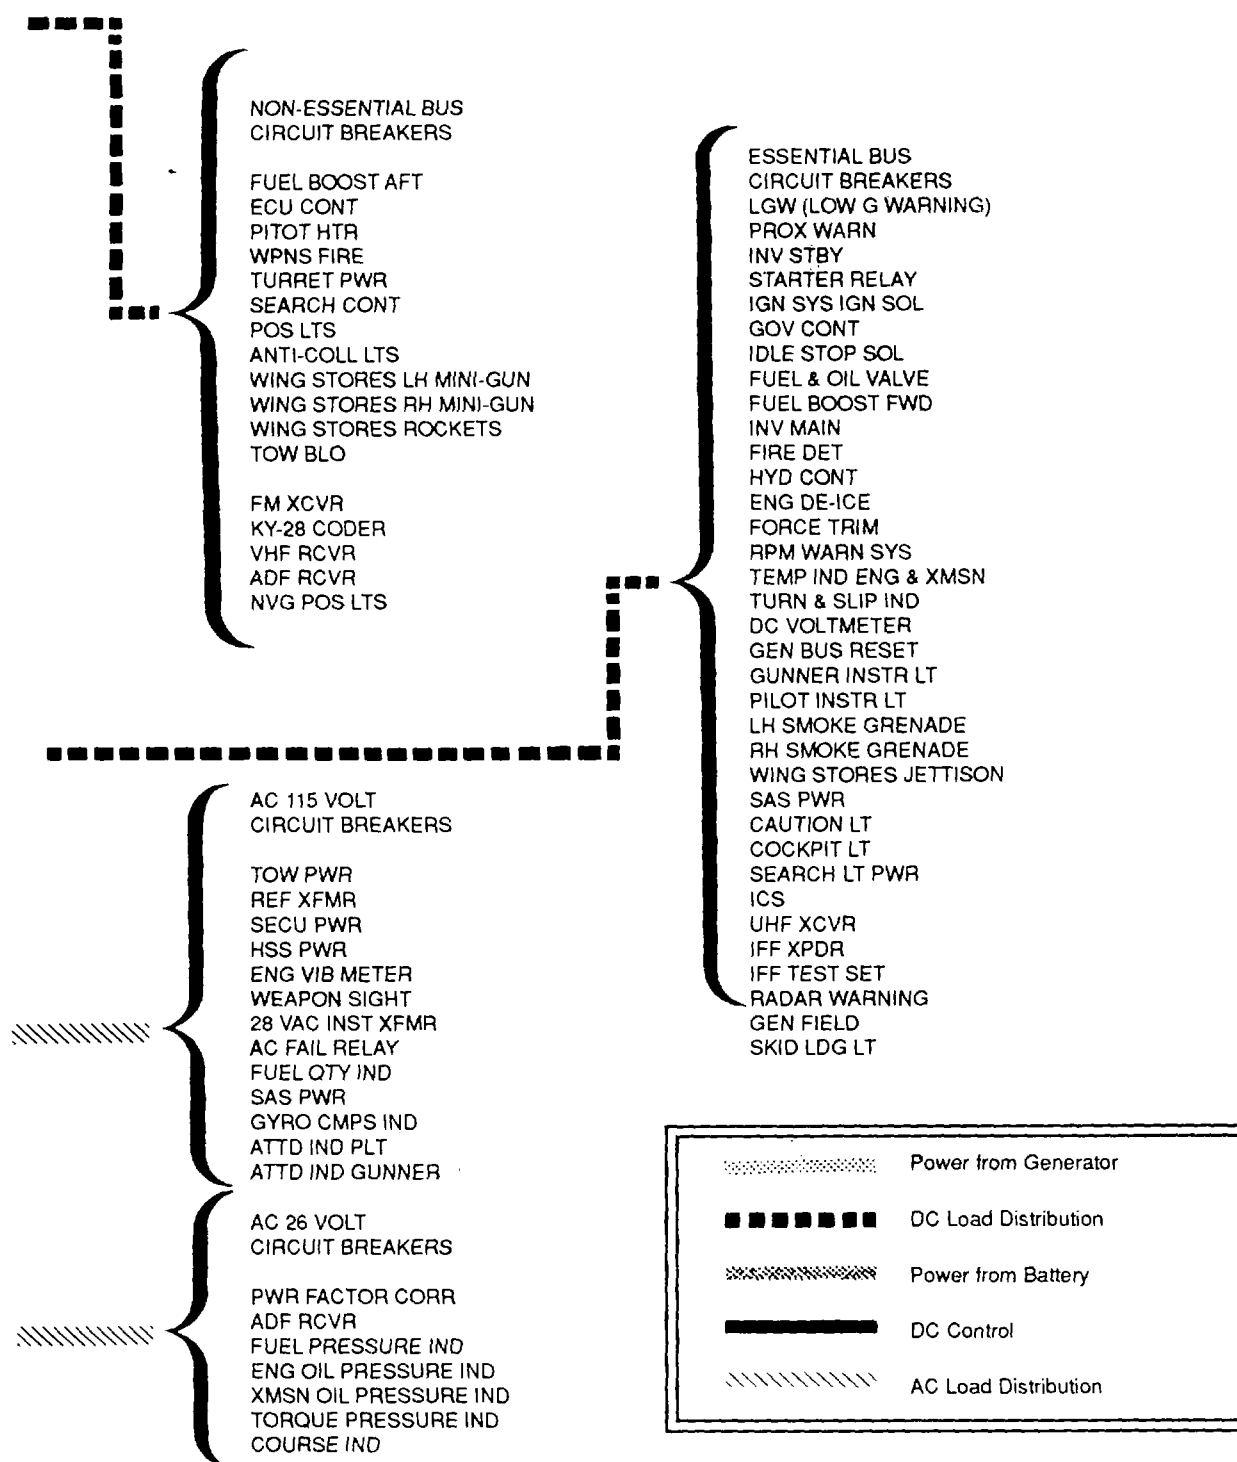 NON-ESSENTIAL BUS
CIRCUIT BREAKERS
FUEL BOOST AFT
ECU CONT
PITOT HTR
WPNS FIRE
TURRET PWR
SEARCH CONT
POS LTS
ANTI-COLL LTS
WING STORES LH MINI-GUN
WING STORES RH MINI-GUN
WING STORES ROCKETS
TOW BLO
FM XCVR
KY-28 CODER
VHF RCVR
ADF RCVR
NVG POS LTS
ESSENTIAL BUS
CIRCUIT BREAKERS
LGW (LOW G WARNING)
PROX WARN
INV STBY
STARTER RELAY
IGN SYS IGN SOL
GOV CONT
IDLE STOP SOL
FUEL & OIL VALVE
FUEL BOOST FWD
INV MAIN
FIRE DET
HYD CONT
ENG DE-ICE
FORCE TRIM
RPM WARN SYS
TEMP IND ENG & XMSN
TURN & SLIP IND
DC VOLTMETER
GEN BUS RESET
GUNNER INSTR LT
PILOT INSTR LT
LH SMOKE GRENADE
RH SMOKE GRENADE
WING STORES JETTISON
SAS PWR
CAUTION LT
COCKPIT LT
SEARCH LT PWR
ICS
UHF XCVR
IFF XPDR
IFF TEST SET
RADAR WARNING
GEN FIELD
SKID LDG LT
AC 115 VOLT
CIRCUIT BREAKERS
TOW PWR
REF XFMR
SECU PWR
HSS PWR
ENG VIB METER
WEAPON SIGHT
28 VAC INST XFMR
AC FAIL RELAY
FUEL QTY IND
SAS PWR
GYRO CMPS IND
ATTD IND PLT
ATTD IND GUNNER
AC 26 VOLT
CIRCUIT BREAKERS
PWR FACTOR CORR
ADF RCVR
FUEL PRESSURE IND
ENG OIL PRESSURE IND
XMSN OIL PRESSURE IND
TORQUE PRESSURE IND
COURSE IND
Power from Generator
DC Load Distribution
Power from Battery
DC Control
AC Load Distribution